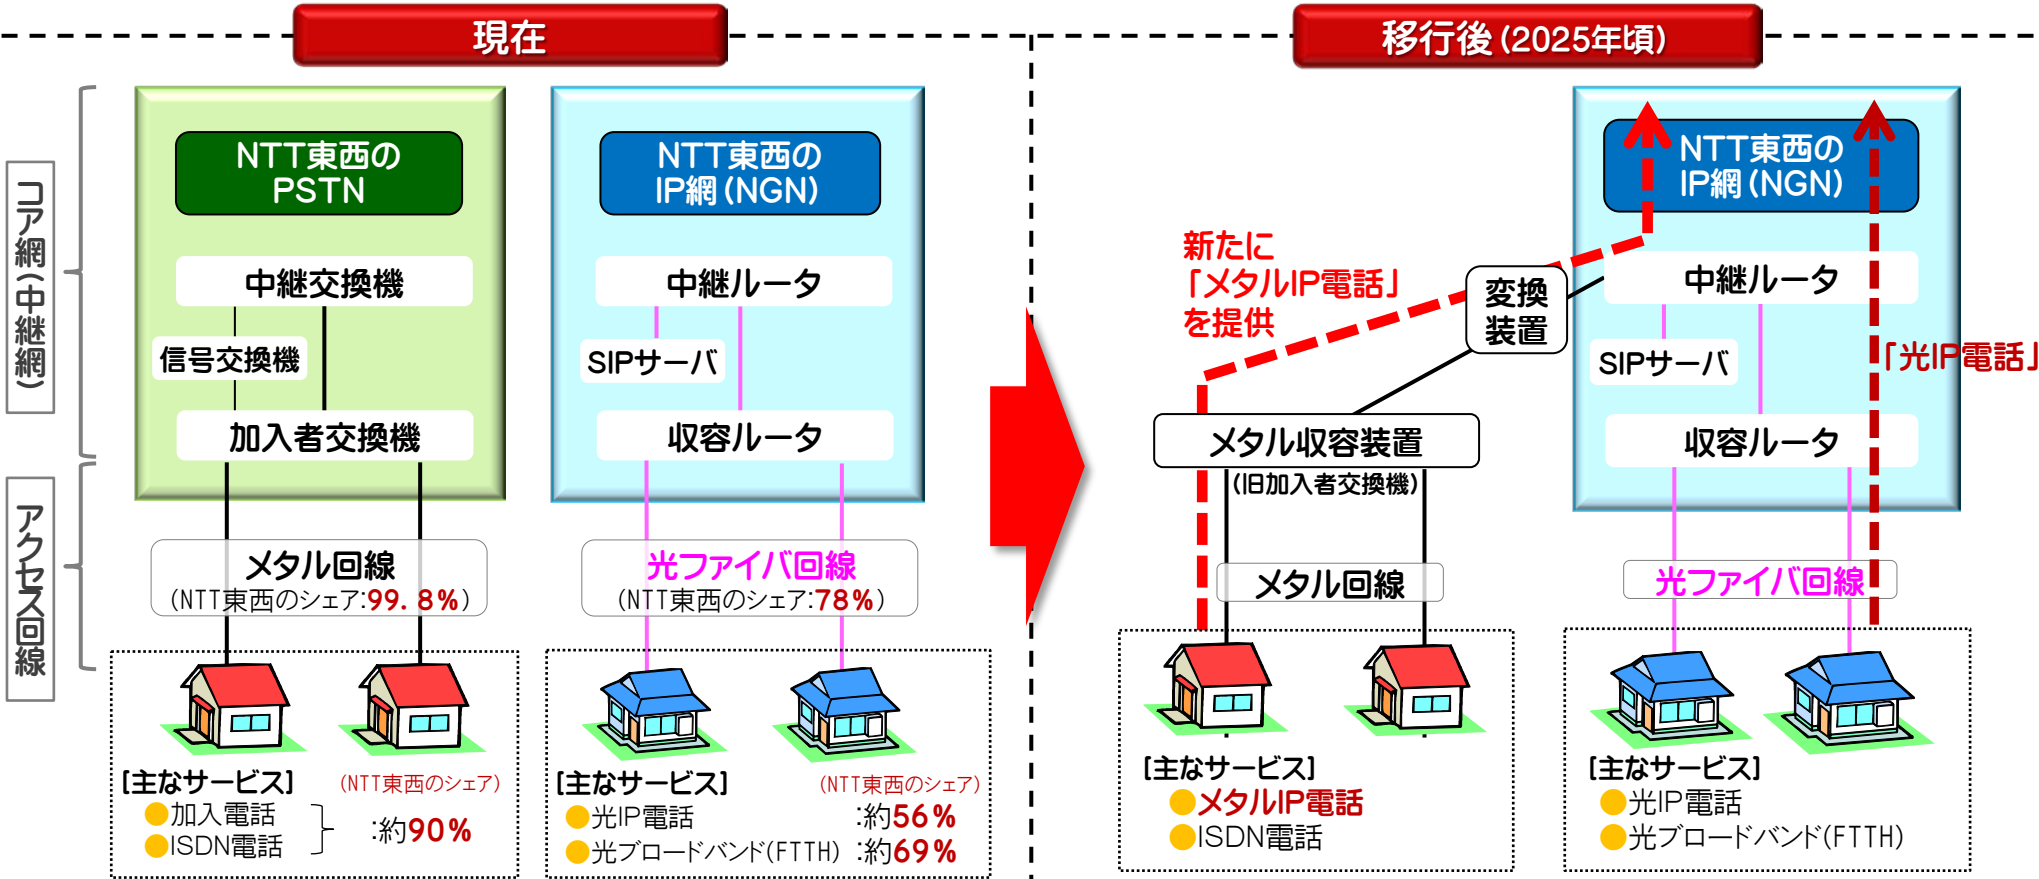 現在
コア網(中継網)
アクセス回線
NTT東西の
PSTN
中継交換機
信号交換機
加入者交換機
メタル回線
(NTT東西のシェア:99.8%)
[主なサービス]
(NTT東西のシェア)
●加入電話
●ISDN電話
:約90%
NTT東西の
IP網(NGN)
中継ルータ
SIPサーバ
収容ルータ
光ファイバ回線
(NTT東西のシェア:78%)
[主なサービス]
(NTT東西のシェア)
●光IP電話 :約56%
●光ブロードバンド(FTTH) :約69%
移行後(2025年頃)
新たに
「メタルIP電話」
を提供
変換
装置
メタル収容装置
(旧加入者交換機)
メタル回線
[主なサービス]
●メタルIP電話
●ISDN電話
NTT東西の
IP網(NGN)
中継ルータ
SIPサーバ
「光IP電話」
収容ルータ
光ファイバ回線
[主なサービス]
●光IP電話
●光ブロードバンド(FTTH)